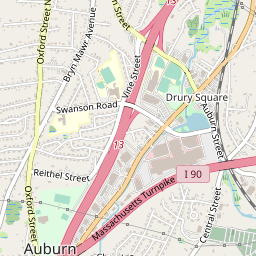 Oxford Street N
Bryn Mawr Avenue
Street
13
Vine Street
Swanson Road
Drury Square
Auburn Street
13
Reithel Street
I 90
Massachusetts Turnpike
Oxford Street
Central Street
Auburn